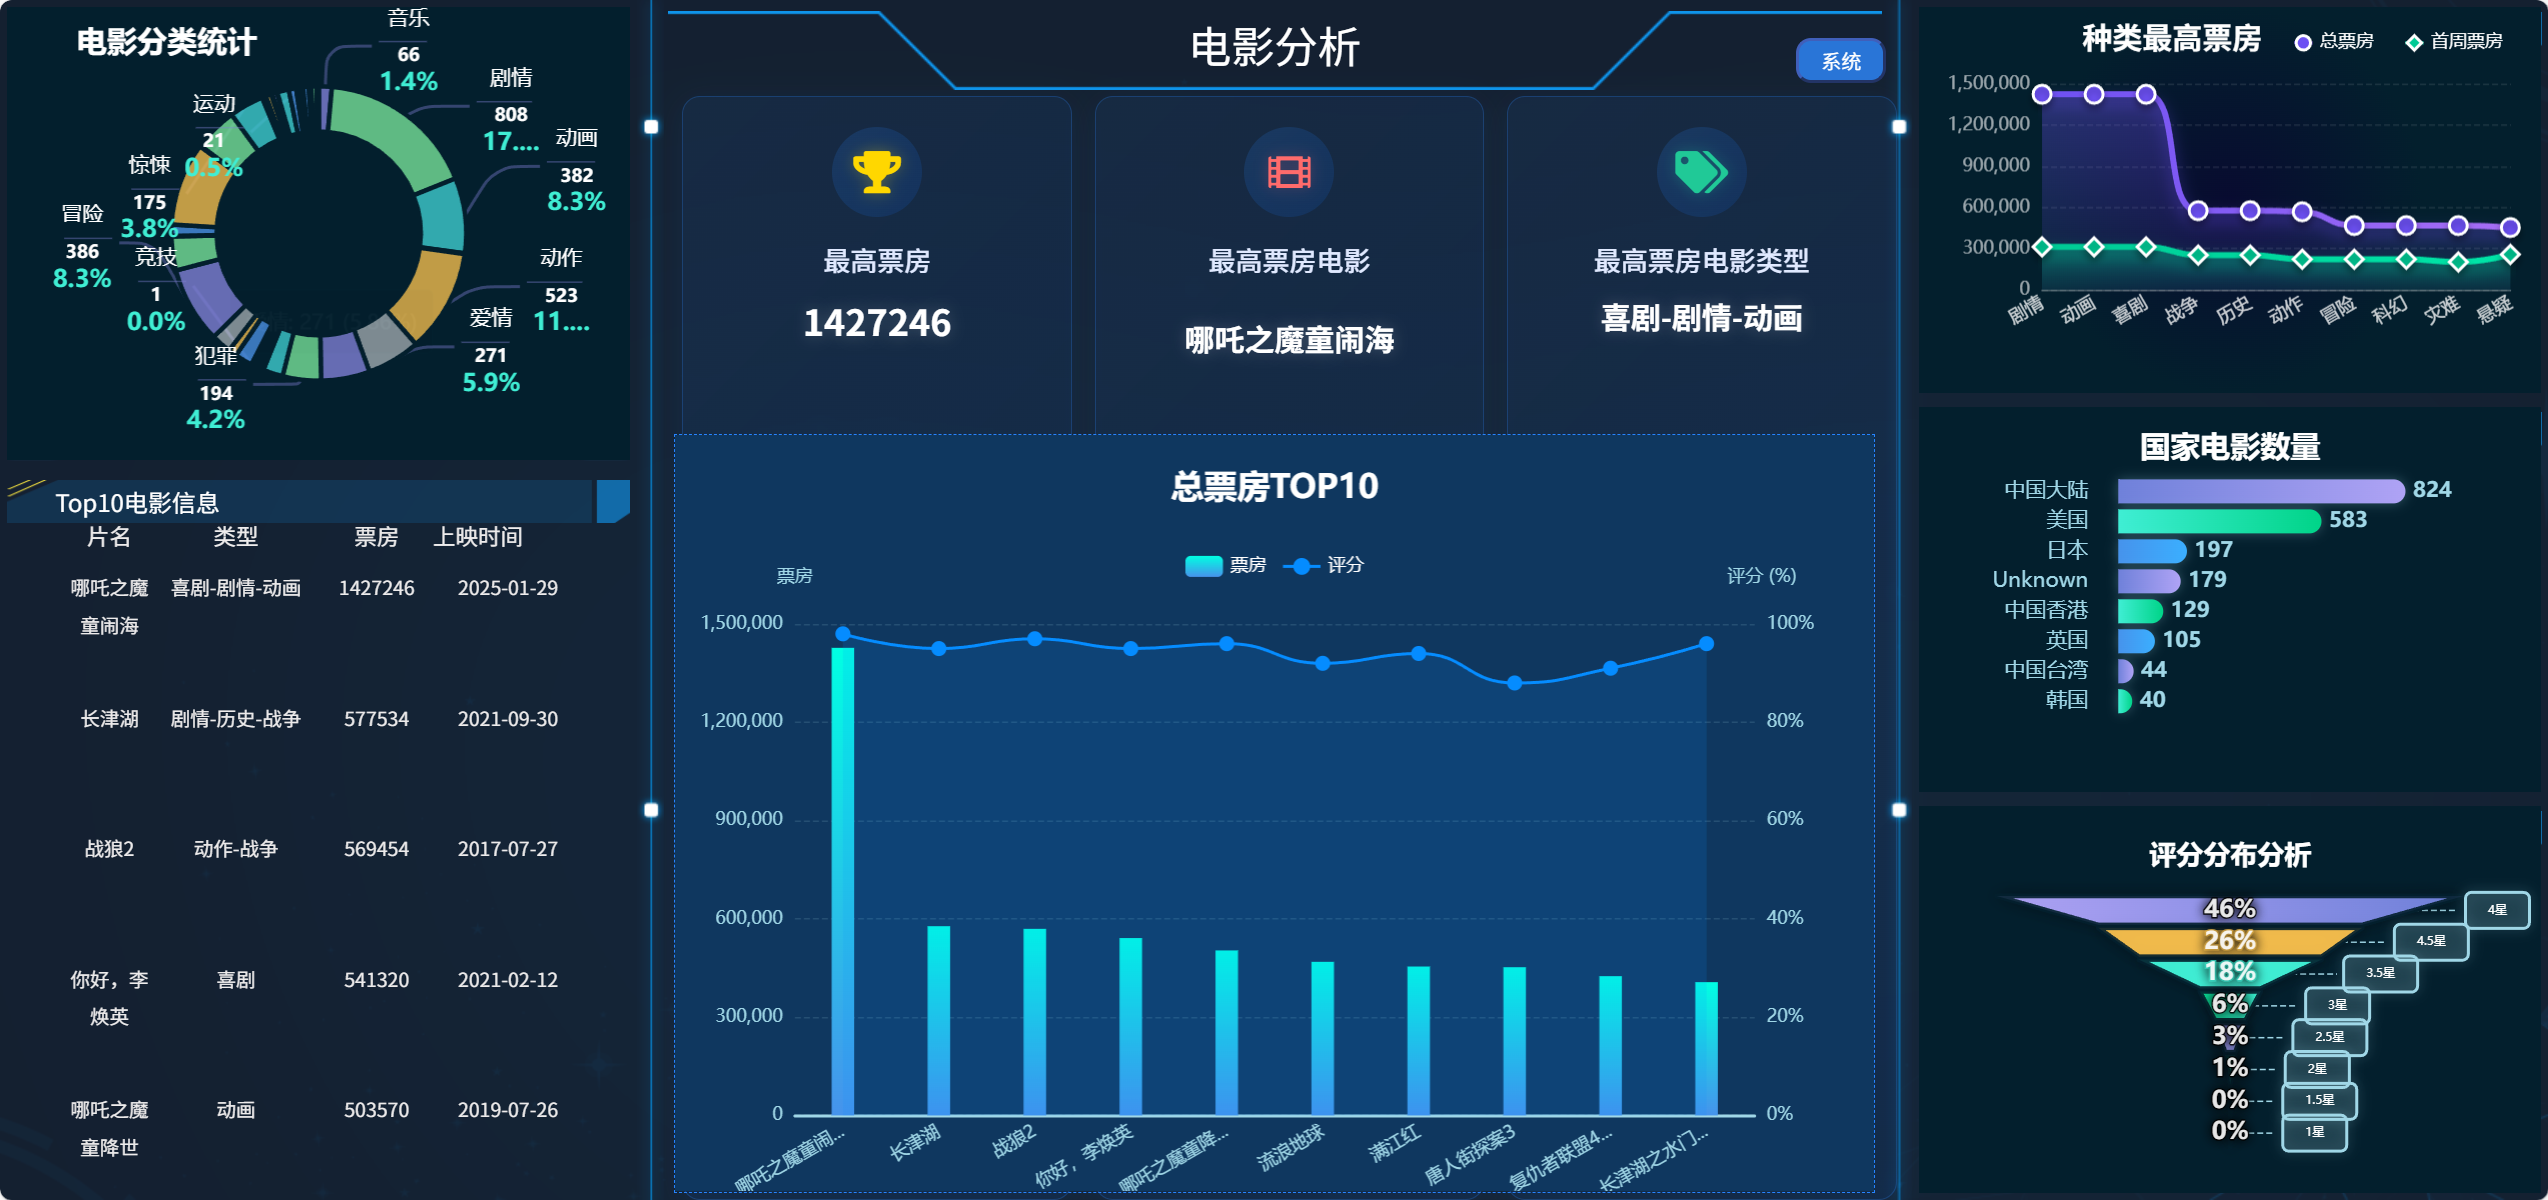 电影分类统计
音乐
66
1.4%
剧情
808
17....
动画
382
8.3%
动作
523
11....
爱情
271
5.9%
运动
21
0.5%
惊悚
175
3.8%
冒险
386
8.3%
竞技
1
0.0%
犯罪
194
4.2%
Top10电影信息
片名 类型 票房 上映时间
哪吒之魔 喜剧-剧情-动画 1427246 2025-01-29
童闹海
长津湖 剧情-历史-战争 577534 2021-09-30
战狼2 动作-战争 569454 2017-07-27
你好，李 喜剧 541320 2021-02-12
焕英
哪吒之魔 动画 503570 2019-07-26
童降世
电影分析
系统
最高票房
1427246
最高票房电影
哪吒之魔童闹海
最高票房电影类型
喜剧-剧情-动画
总票房TOP10
票房 评分
票房
评分 (%)
1,500,000 100%
1,200,000 80%
900,000 60%
600,000 40%
300,000 20%
0 0%
哪吒之魔童闹...
长津湖
战狼2
你好，李焕英
哪吒之魔童降...
流浪地球
满江红
唐人街探案3
复仇者联盟4...
长津湖之水门...
种类最高票房 总票房 首周票房
1,500,000
1,200,000
900,000
600,000
300,000
0
剧情 动画 喜剧 战争 历史 动作 冒险 科幻 灾难 悬疑
国家电影数量
中国大陆 824
美国 583
日本 197
Unknown 179
中国香港 129
英国 105
中国台湾 44
韩国 40
评分分布分析
46% 4星
26% 4.5星
18% 3.5星
6% 3星
3% 2.5星
1% 2星
0% 1.5星
0% 1星